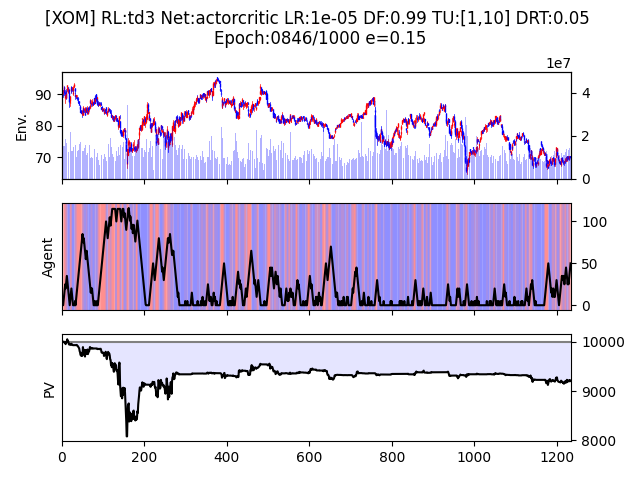 [XOM] RL:td3 Net:actorcritic LR:1e-05 DF:0.99 TU:[1,10] DRT:0.05
Epoch:0846/1000 e=0.15
1e7
Env.
90
80
70
4
2
0
Agent
100
50
0
PV
10000
9000
8000
0 200 400 600 800 1000 1200